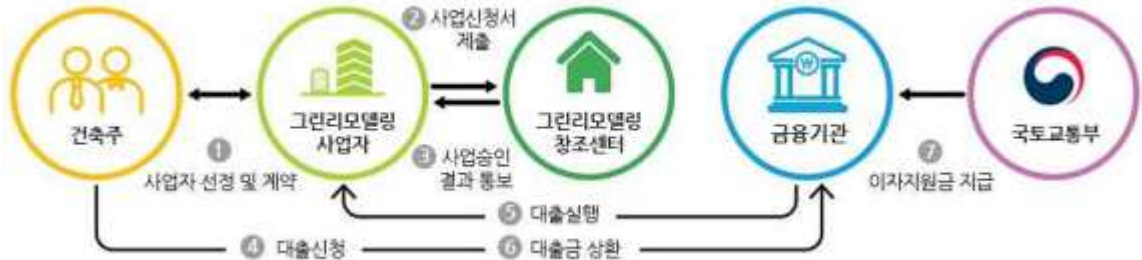 ② 사업신청서
제출
₩
건축주
그린리모델링
사업자
그린리모델링
창조센터
금융기관
국토교통부
①
사업자 선정 및 계약
③ 사업승인
결과 통보
⑦
이자지원금 지급
⑤ 대출실행
④ 대출신청
⑥ 대출금 상환